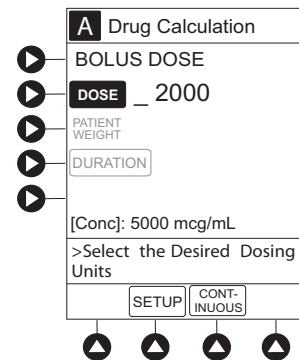 A Drug Calculation
BOLUS DOSE
DOSE _ 2000
PATIENT
WEIGHT
DURATION
[Conc]: 5000 mcg/mL
>Select the Desired Dosing
Units
SETUP CONT-
INUOUS